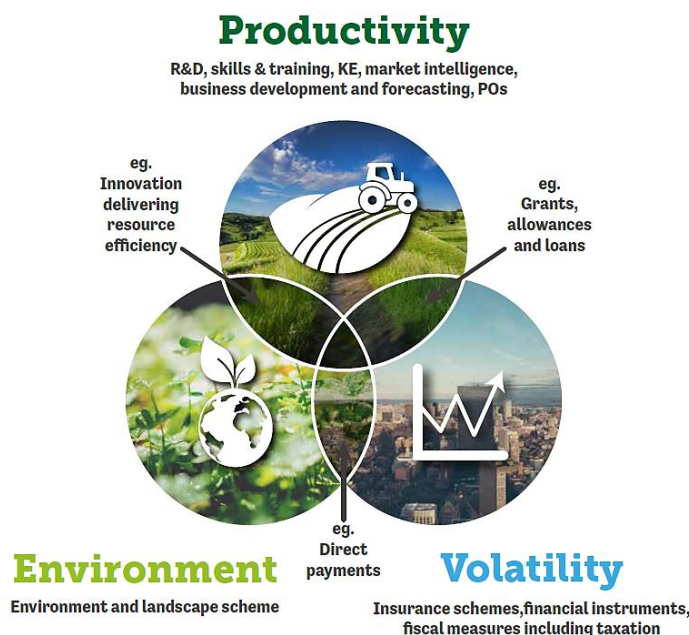 Productivity
R&D, skills & training, KE, market intelligence,
business development and forecasting, POs
eg.
Innovation
delivering
resource
efficiency
eg.
Grants,
allowances
and loans
eg.
Direct
payments
Environment
Environment and landscape scheme
Volatility
Insurance schemes,financial instruments,
fiscal measures including taxation